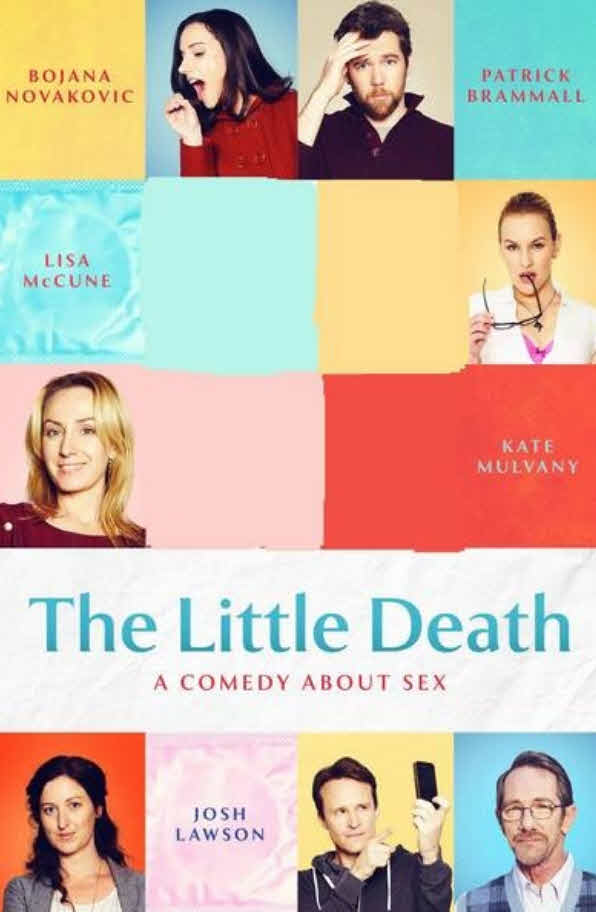 BOJANA
NOVAKOVIC
PATRICK
BRAMMALL
LISA
McCUNE
KATE
MULVANY
The Little Death
A COMEDY ABOUT SEX
JOSH
LAWSON